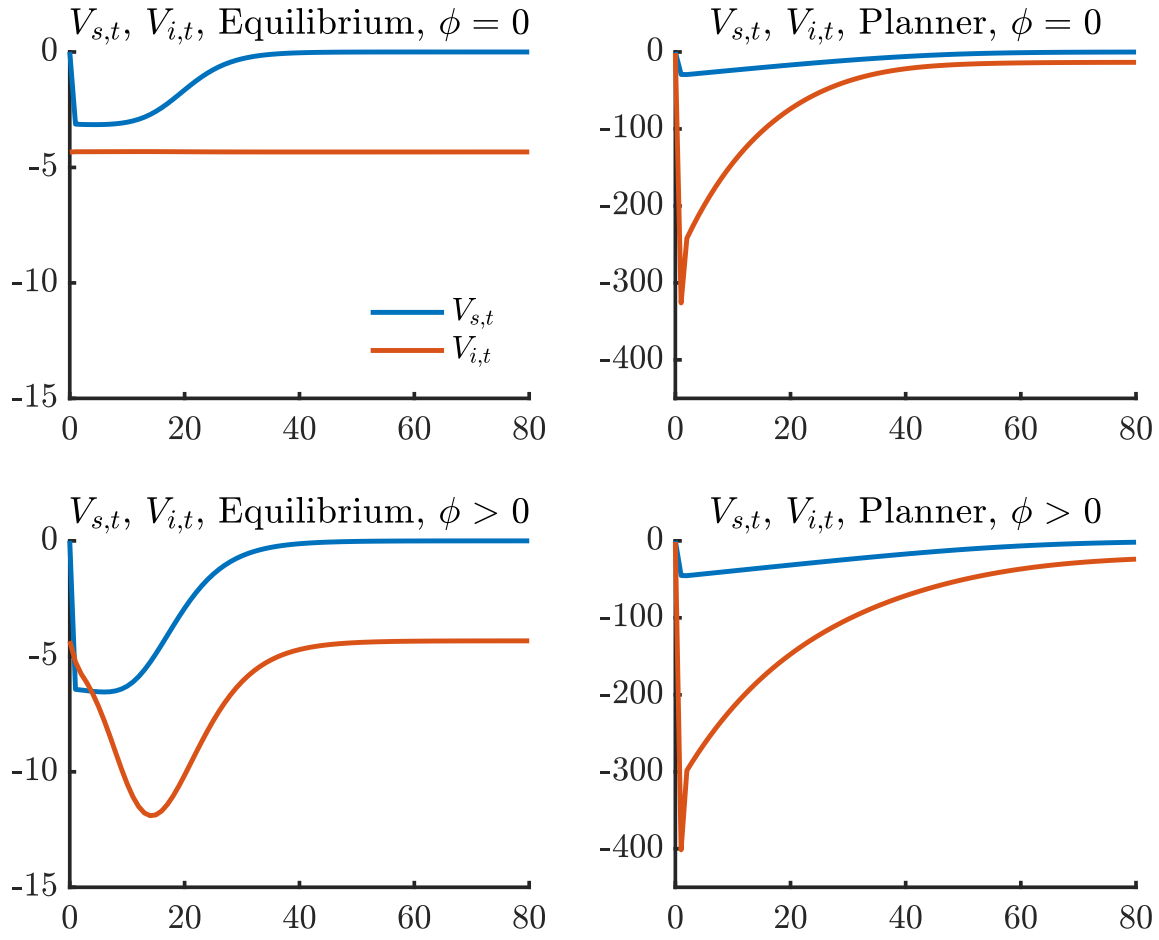 V_{s,t}, V_{i,t}, Equilibrium, ϕ = 0
0
-5
-10
-15
0 20 40 60 80
V_{s,t}
V_{i,t}
V_{s,t}, V_{i,t}, Planner, ϕ = 0
0
-100
-200
-300
-400
0 20 40 60 80
V_{s,t}, V_{i,t}, Equilibrium, ϕ > 0
0
-5
-10
-15
0 20 40 60 80
V_{s,t}, V_{i,t}, Planner, ϕ > 0
0
-100
-200
-300
-400
0 20 40 60 80